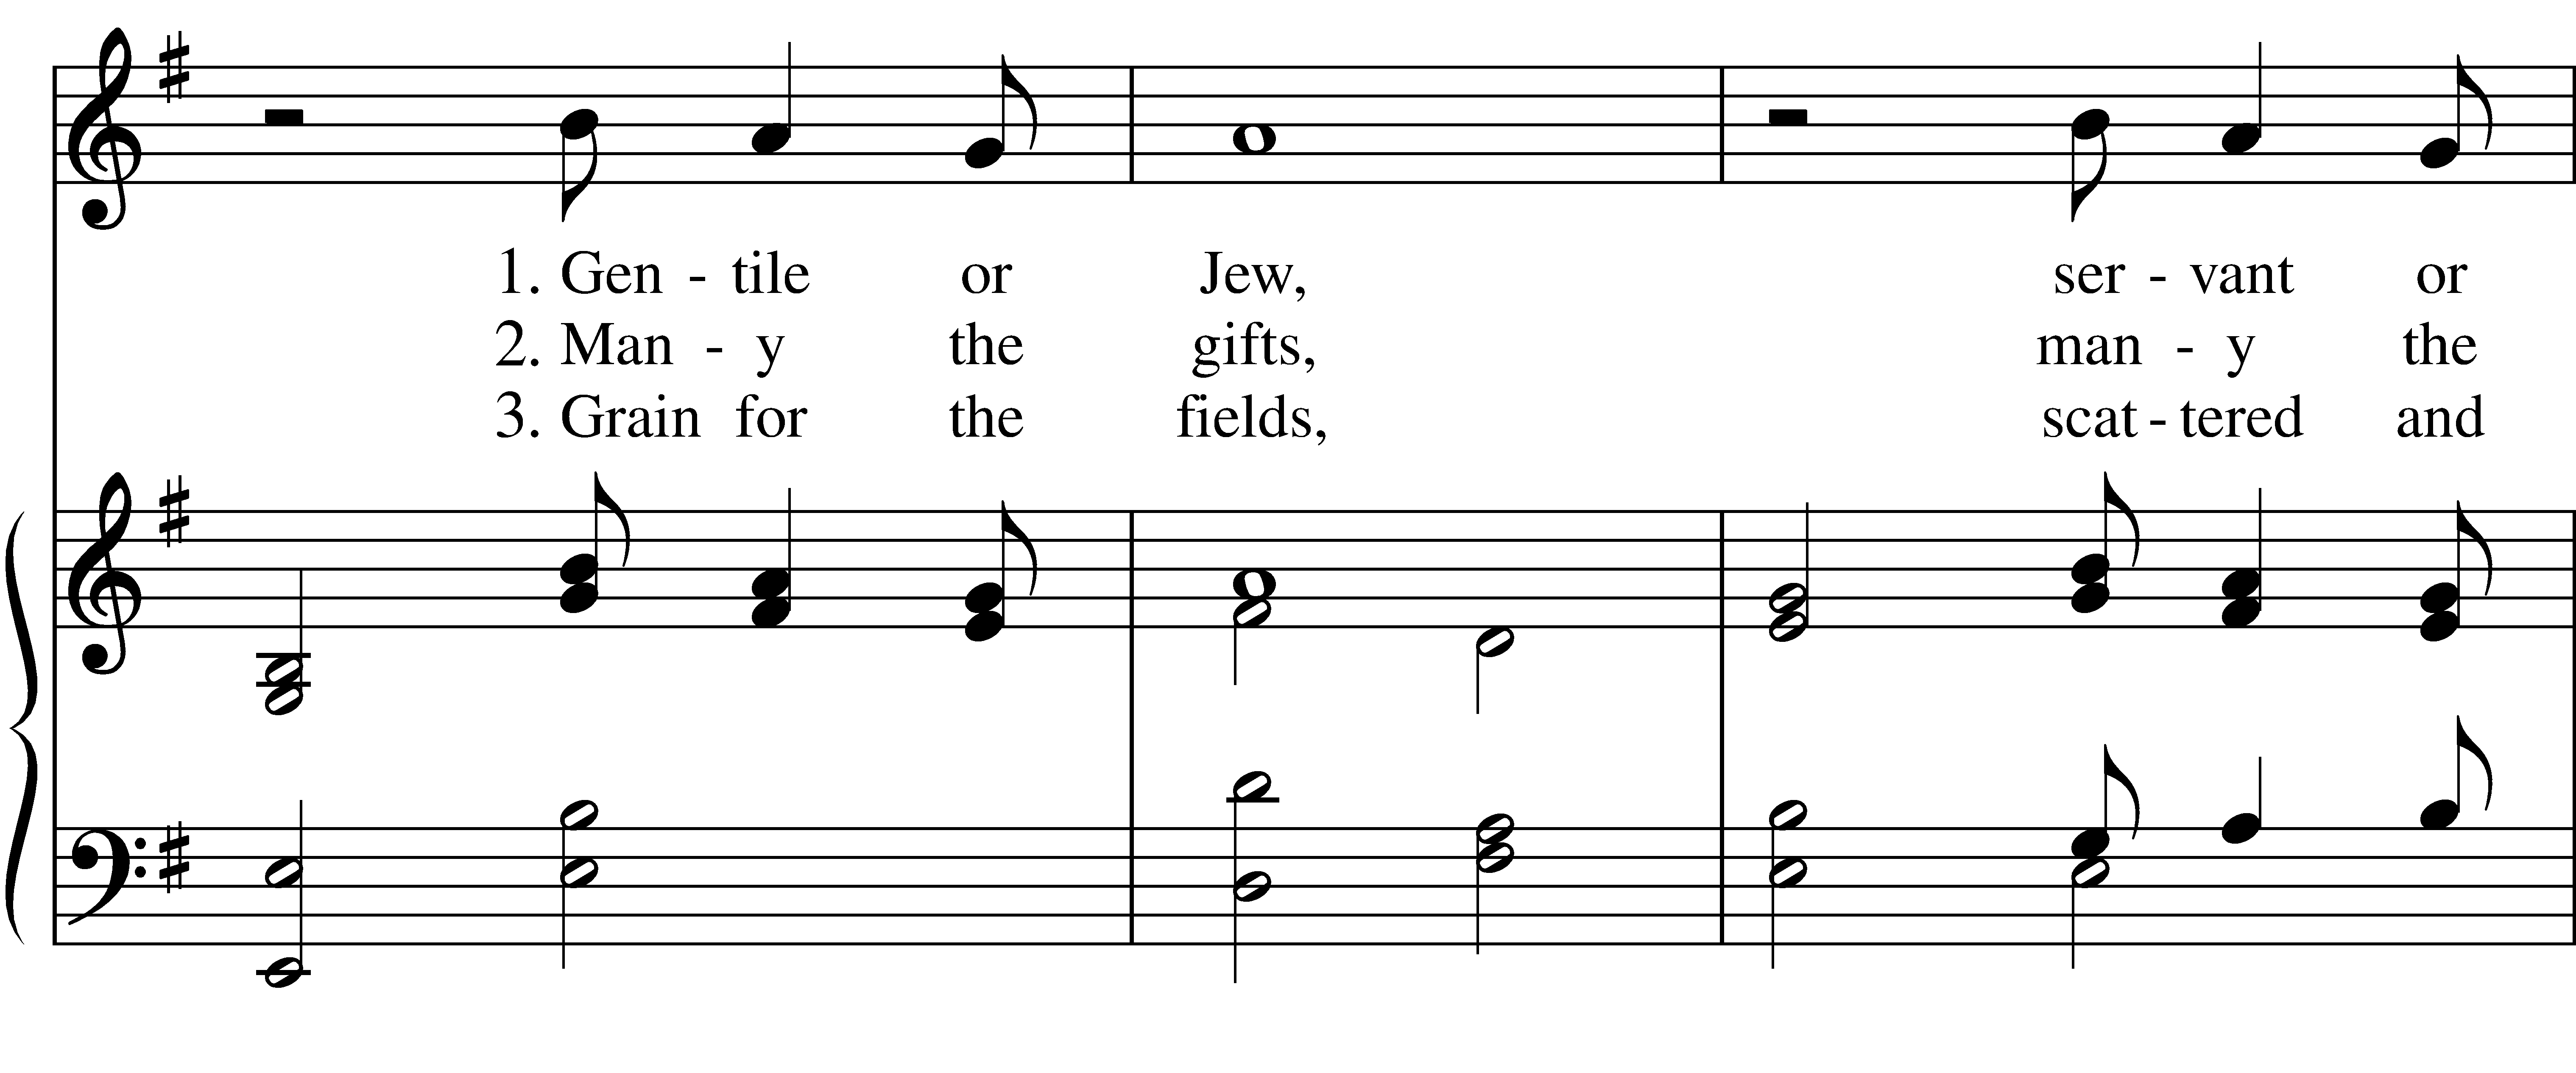 1. Gen - tile or Jew, ser - vant or
2. Man - y the gifts, man - y the
3. Grain for the fields, scat - tered and